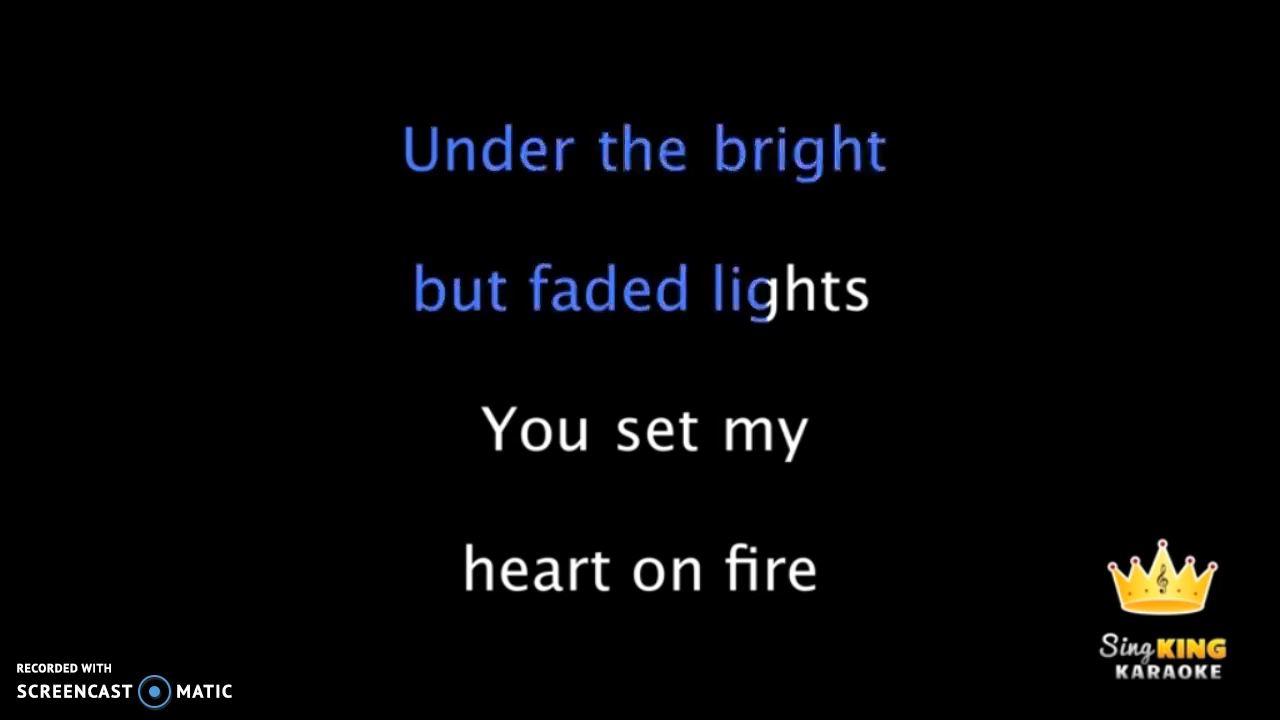 Under the bright
but faded lights
You set my
heart on fire
Sing KING
KARAOKE
RECORDED WITH
SCREENCAST MATIC